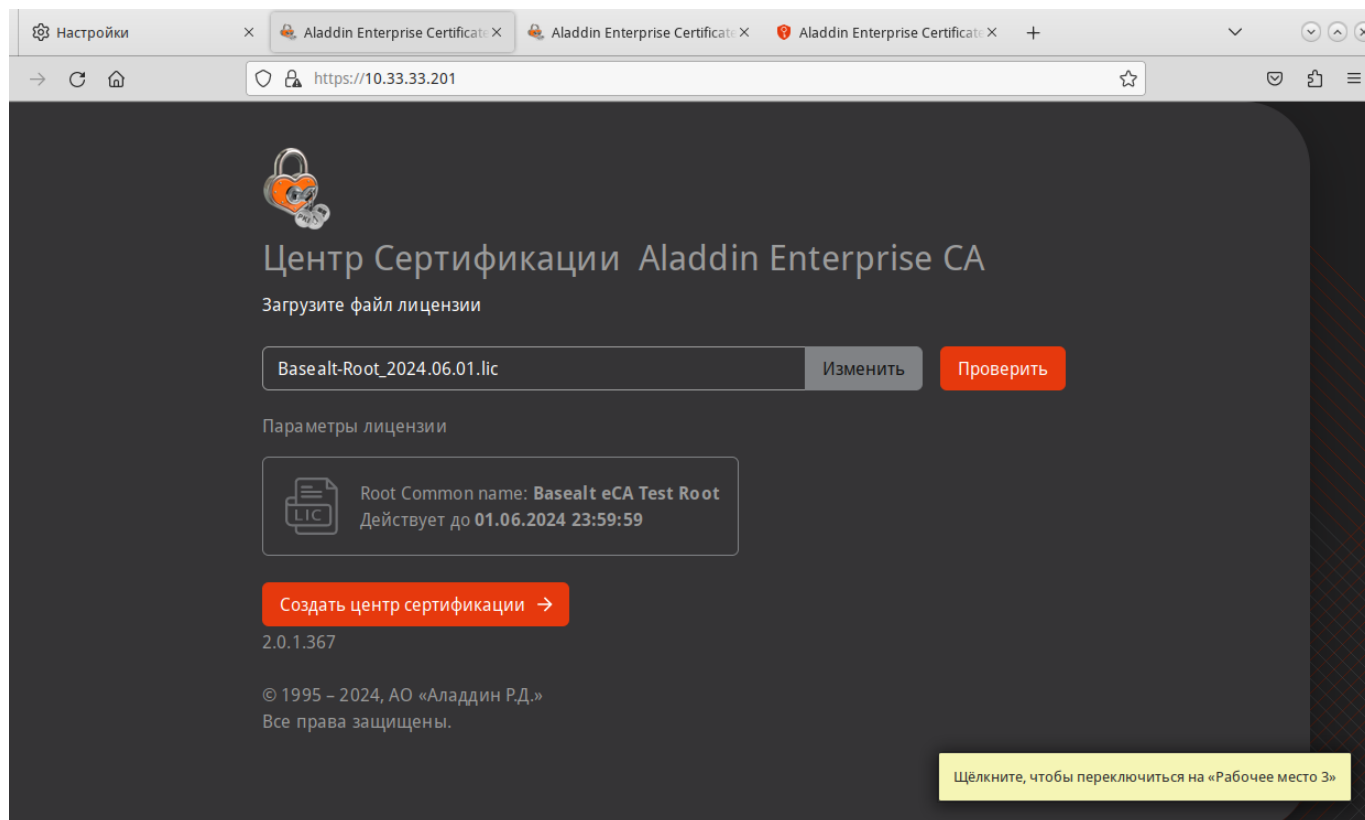 Настройки
Aladdin Enterprise Certificate
Aladdin Enterprise Certificate
Aladdin Enterprise Certificate
https://10.33.33.201
Центр Сертификации Aladdin Enterprise CA
Загрузите файл лицензии
Basealt-Root_2024.06.01.lic
Изменить
Проверить
Параметры лицензии
LIC
Root Common name: Basealt eCA Test Root
Действует до 01.06.2024 23:59:59
Создать центр сертификации →
2.0.1.367
© 1995 – 2024, АО «Аладдин Р.Д.»
Все права защищены.
Щёлкните, чтобы переключиться на «Рабочее место 3»